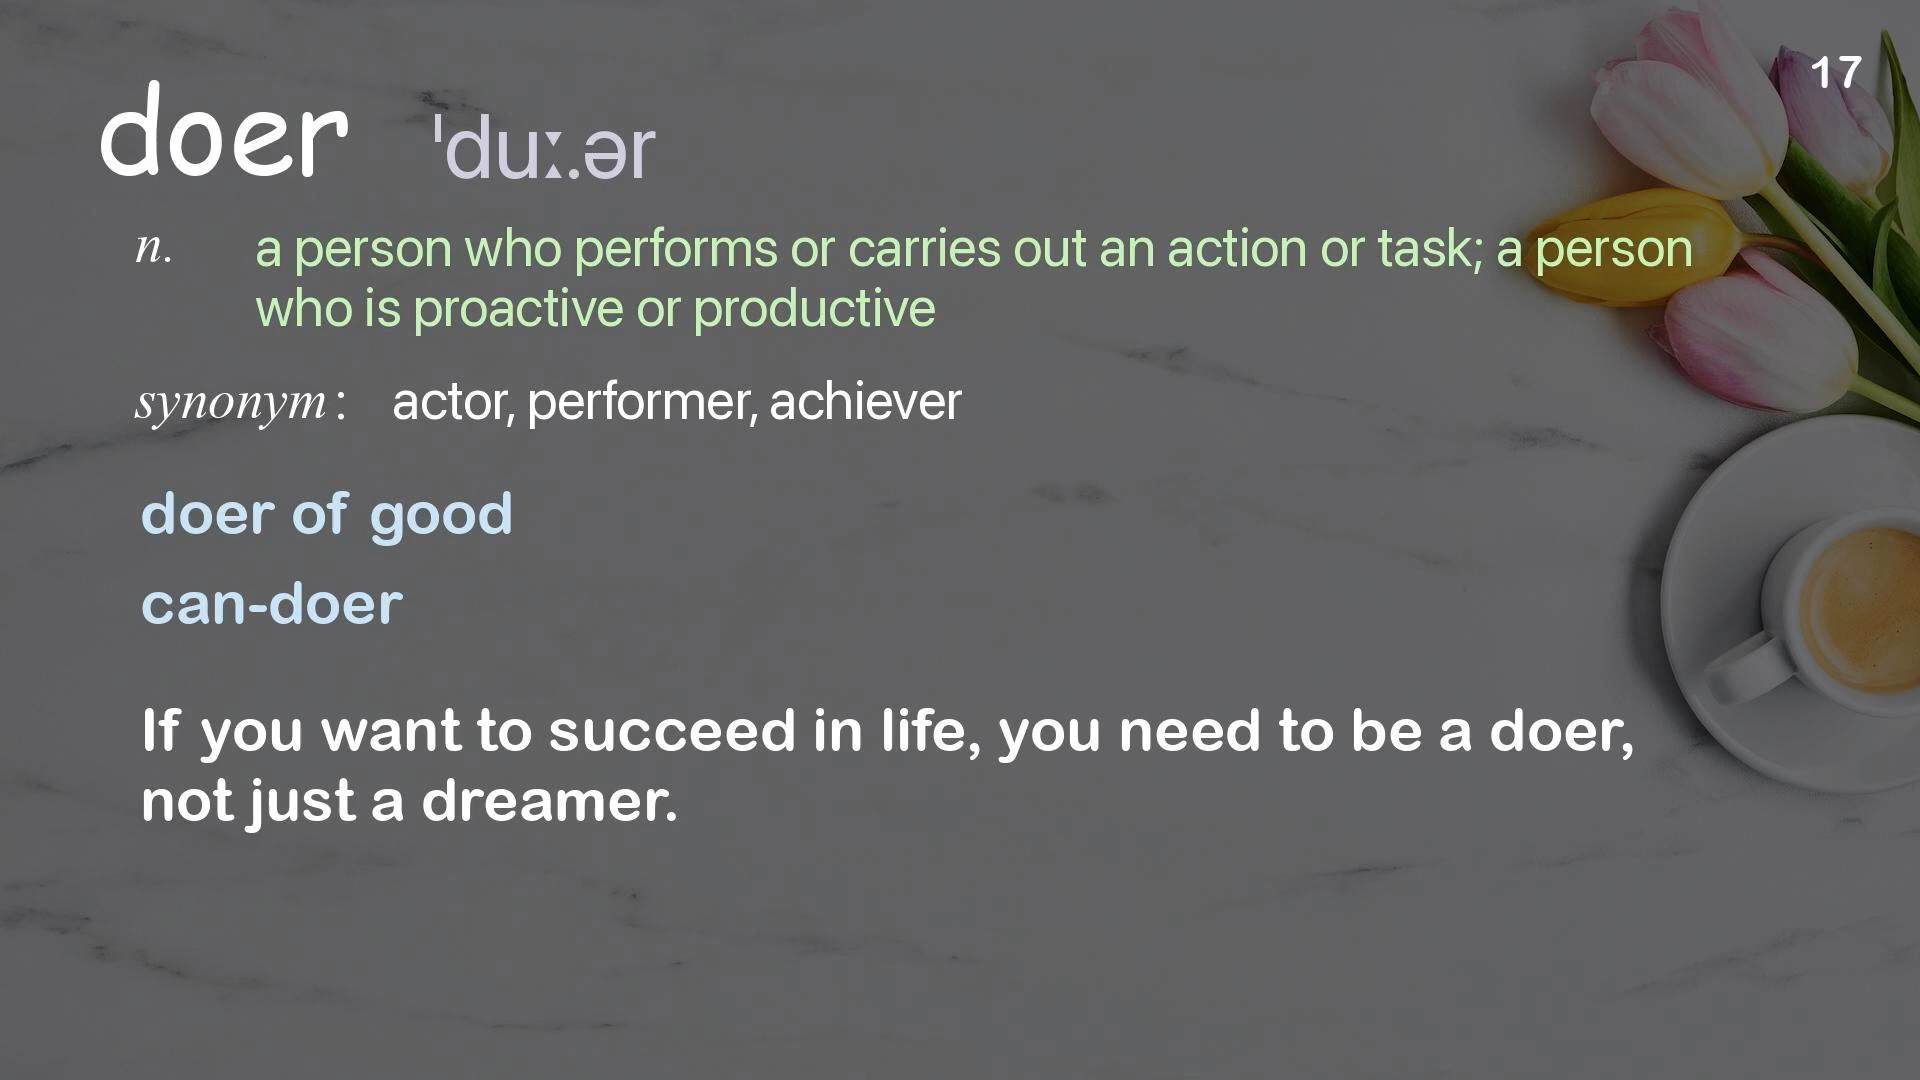 17
doer ˈduː.ər
n. a person who performs or carries out an action or task; a person
who is proactive or productive
synonym: actor, performer, achiever
doer of good
can-doer
If you want to succeed in life, you need to be a doer,
not just a dreamer.